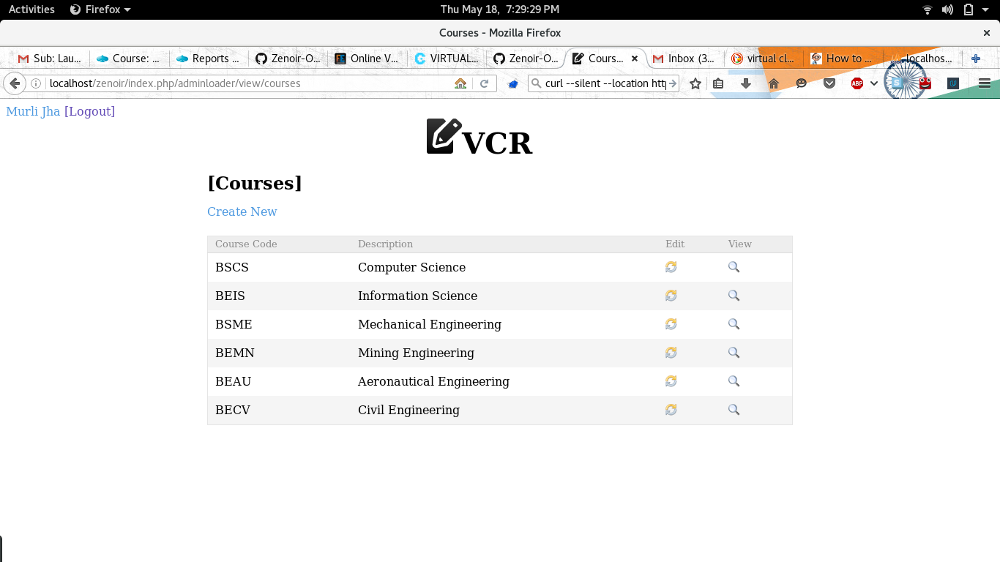 Activities Firefox Thu May 18, 7:29:29 PM
Courses - Mozilla Firefox
Sub: Lau... Course: ... Reports ... Zenoir-O... Online V... VIRTUAL... Zenoir-O... Cours... Inbox (3... virtual cl... How to ... localhos...
localhost/zenoir/index.php/adminloader/view/courses curl --silent --location http ABP S
Murli Jha [Logout]
VCR
[Courses]
Create New
Course Code Description Edit View
BSCS Computer Science
BEIS Information Science
BSME Mechanical Engineering
BEMN Mining Engineering
BEAU Aeronautical Engineering
BECV Civil Engineering